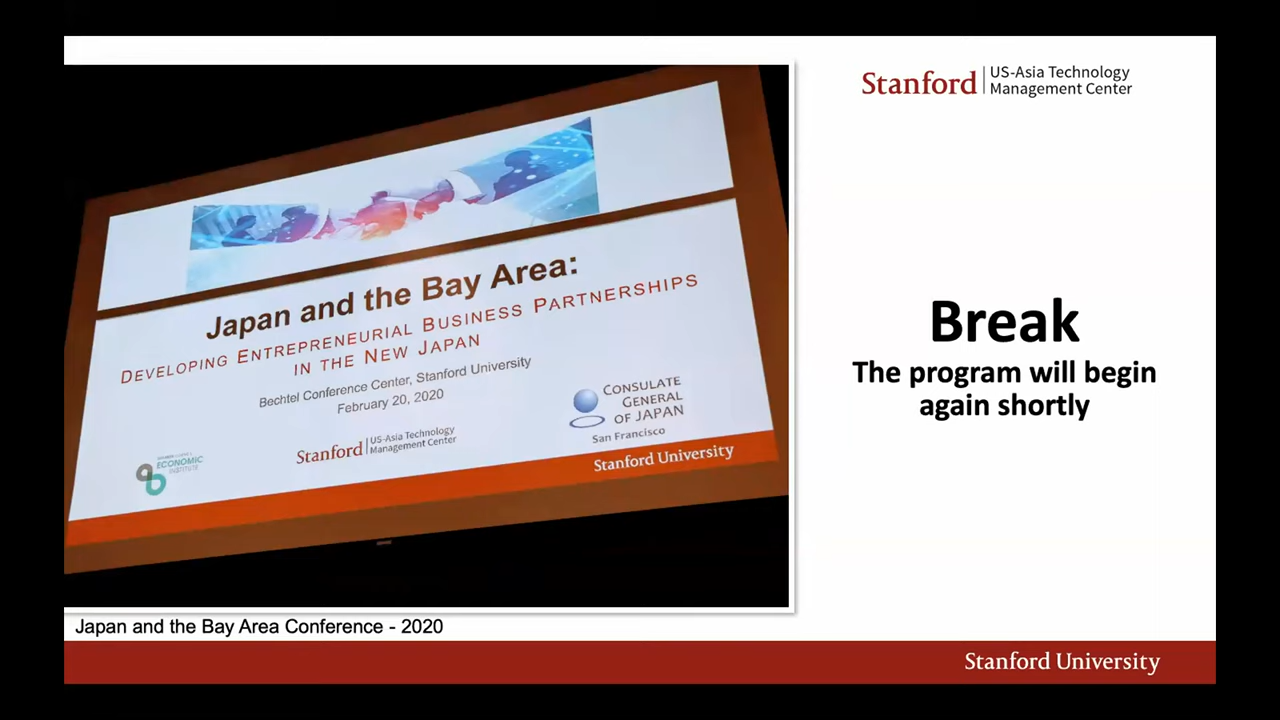 Stanford
US-Asia Technology
Management Center
Japan and the Bay Area:
DEVELOPING ENTREPRENEURIAL BUSINESS PARTNERSHIPS
IN THE NEW JAPAN
Bechtel Conference Center, Stanford University
February 20, 2020
ECONOMIC
INSTITUTE
Stanford
US-Asia Technology
Management Center
CONSULATE
GENERAL
OF JAPAN
San Francisco
Stanford University
Break
The program will begin
again shortly
Japan and the Bay Area Conference - 2020
Stanford University